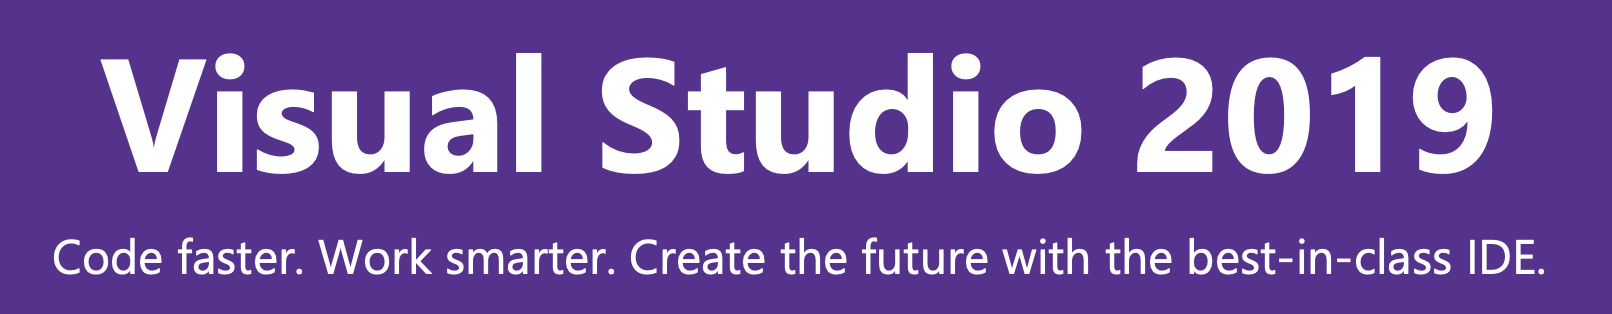 Visual Studio 2019
Code faster. Work smarter. Create the future with the best-in-class IDE.